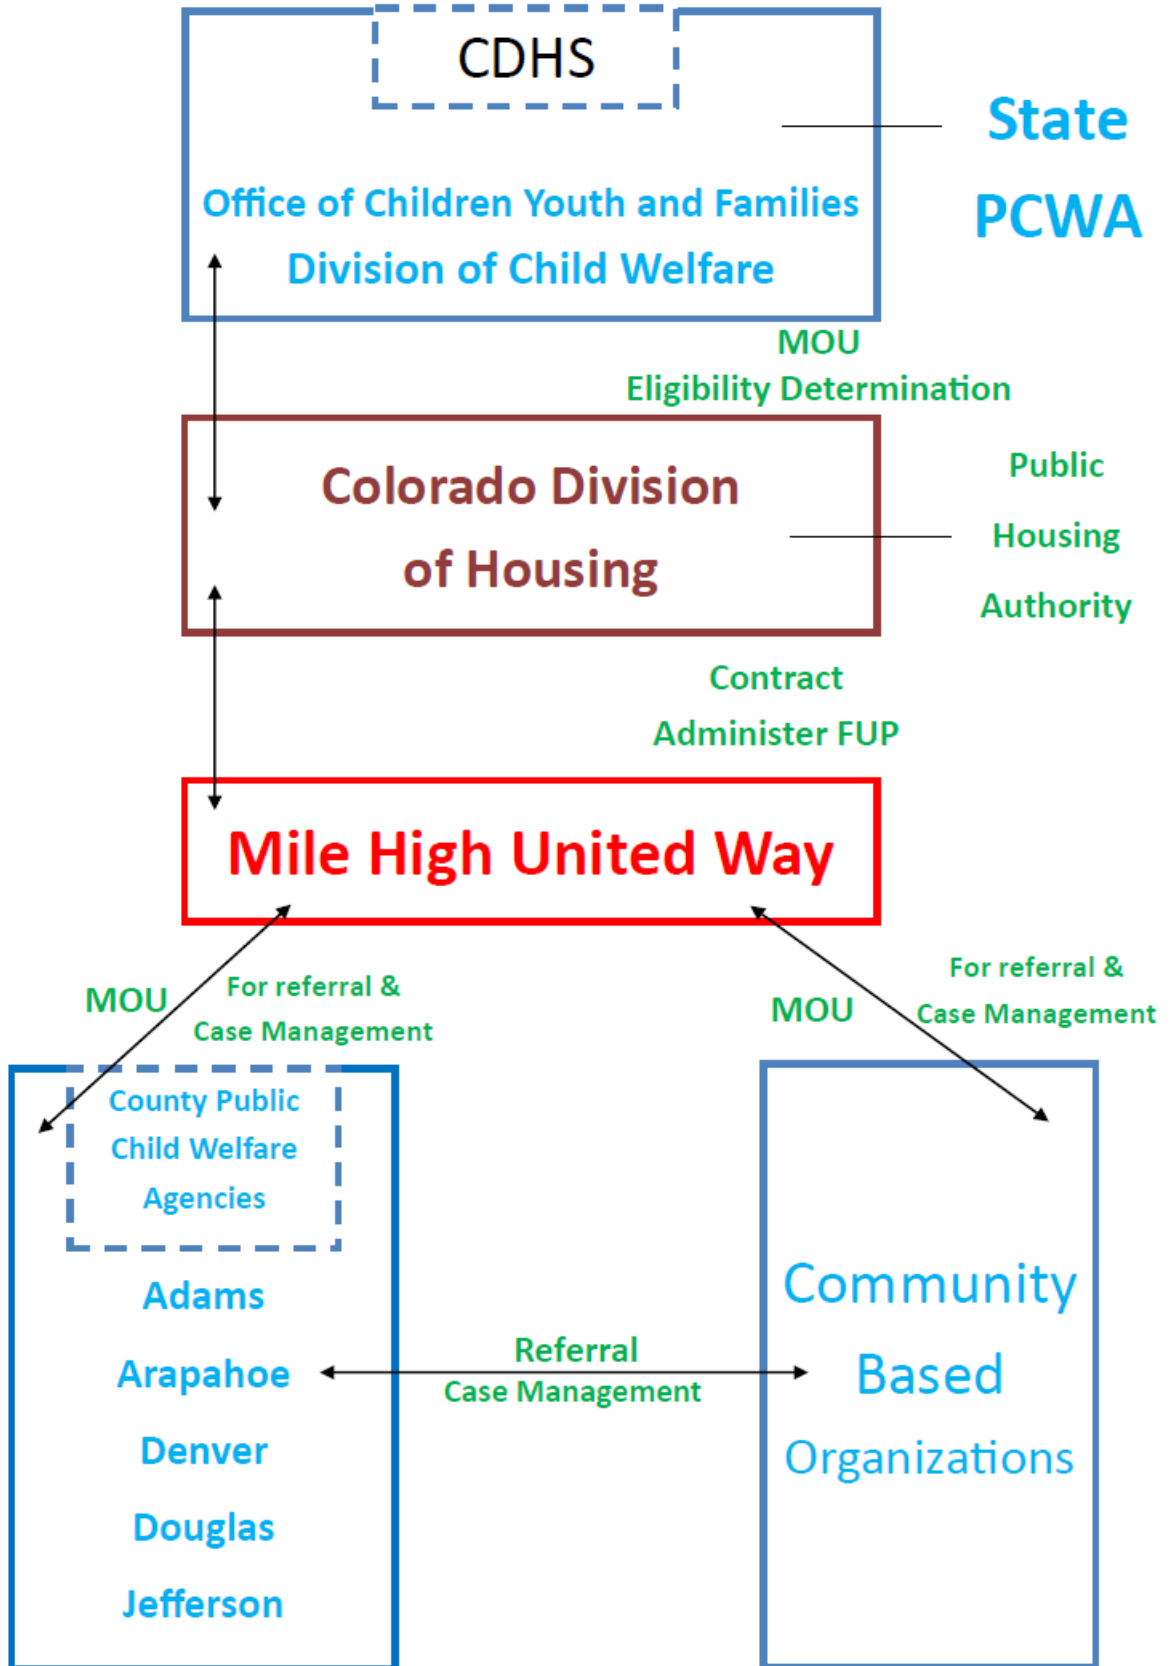 CDHS
State
PCWA
Office of Children Youth and Families
Division of Child Welfare
MOU
Eligibility Determination
Colorado Division
of Housing
Public
Housing
Authority
Contract
Administer FUP
Mile High United Way
MOU
For referral &
Case Management
MOU
For referral &
Case Management
County Public
Child Welfare
Agencies
Adams
Arapahoe
Denver
Douglas
Jefferson
Referral
Case Management
Community
Based
Organizations